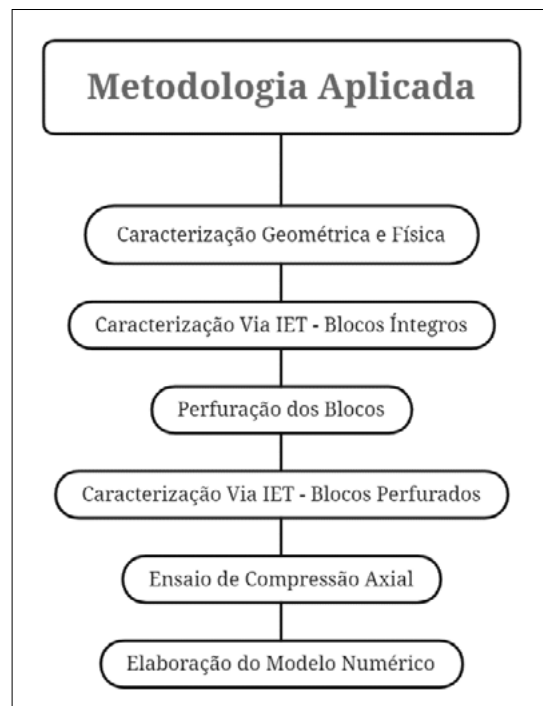 Metodologia Aplicada
Caracterização Geométrica e Física
Caracterização Via IET - Blocos Íntegros
Perfuração dos Blocos
Caracterização Via IET - Blocos Perfurados
Ensaio de Compressão Axial
Elaboração do Modelo Numérico